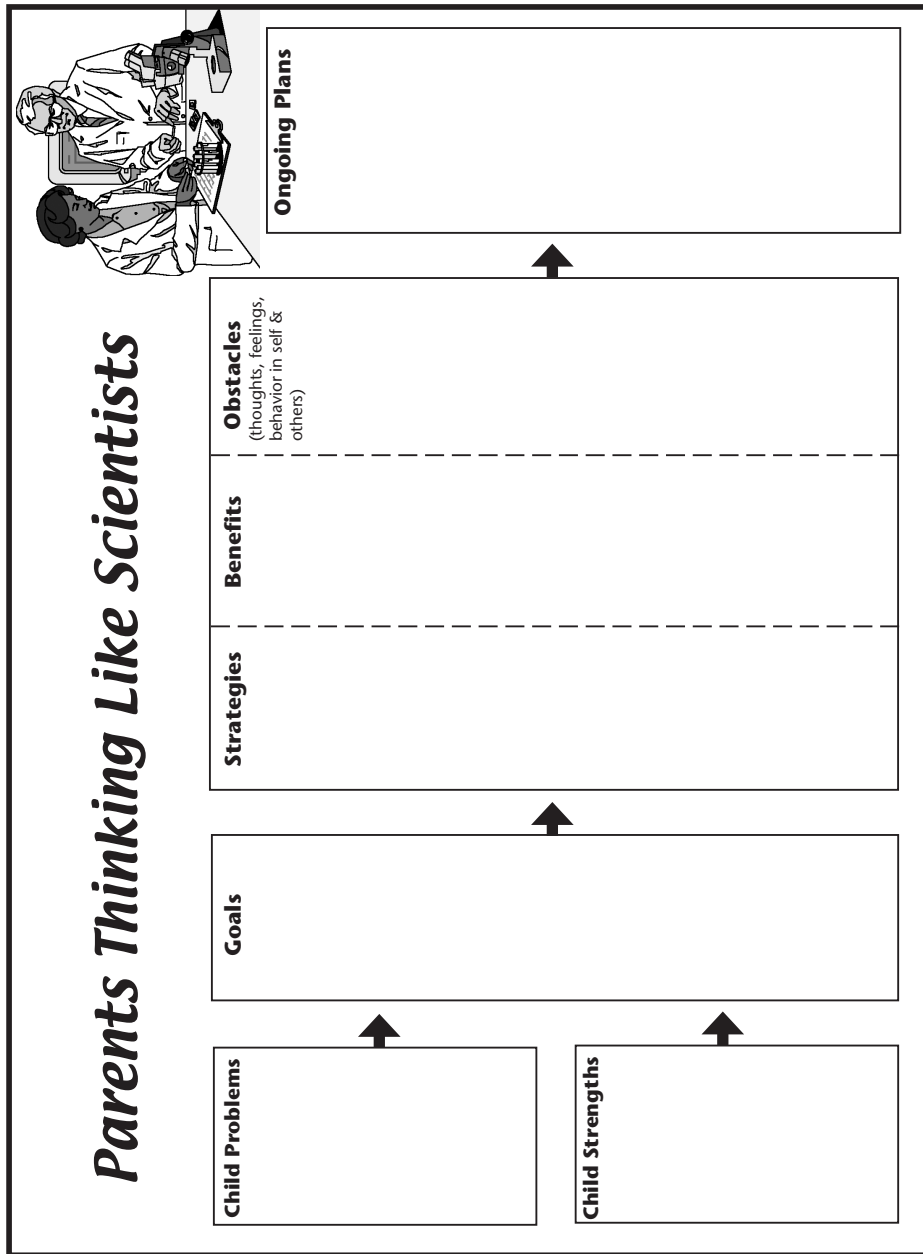 Parents Thinking Like Scientists
Child Problems
Child Strengths
Goals
Strategies
Benefits
Obstacles
(thoughts, feelings,
behavior in self &
others)
Ongoing Plans